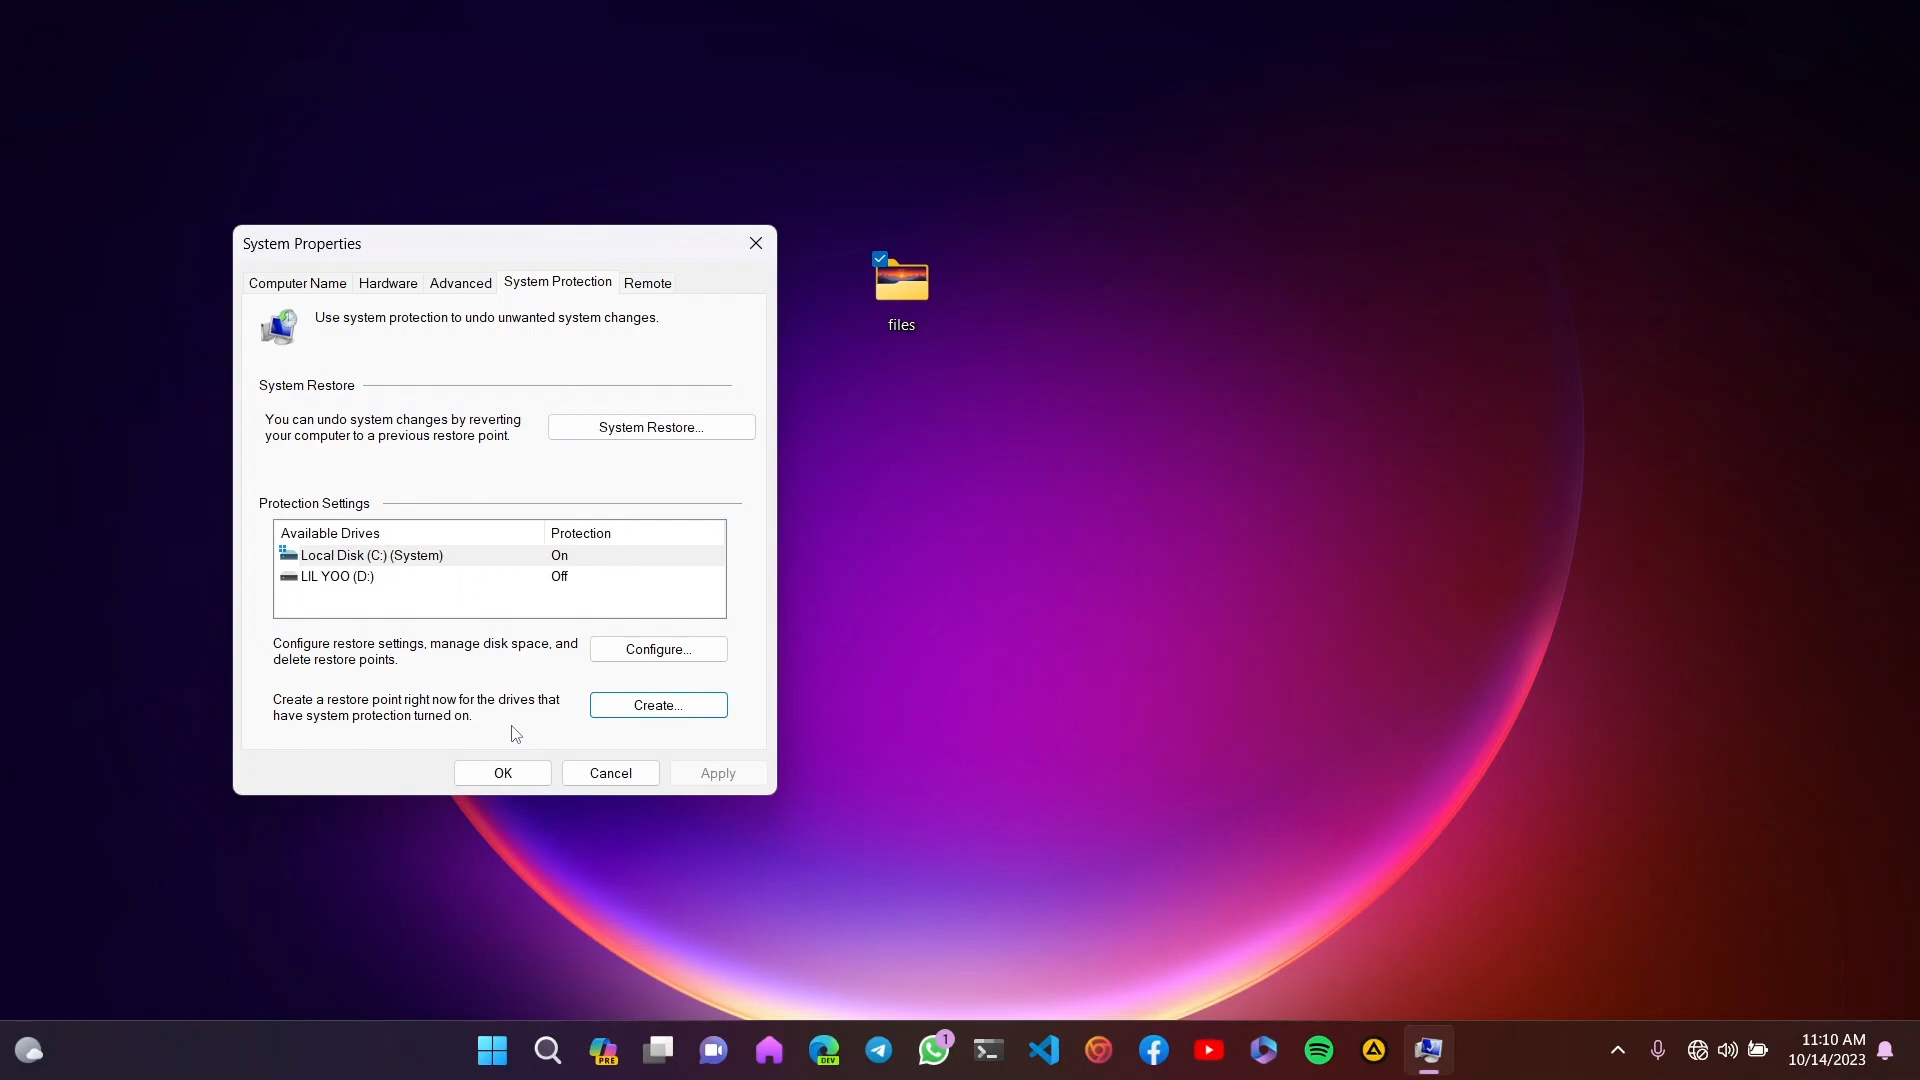 System Properties
Computer Name
Hardware
Advanced
System Protection
Remote
Use system protection to undo unwanted system changes.
System Restore
You can undo system changes by reverting
your computer to a previous restore point.
System Restore...
Protection Settings
Available Drives
Protection
Local Disk (C:) (System)
On
LIL YOO (D:)
Off
Configure restore settings, manage disk space, and
delete restore points.
Configure...
Create a restore point right now for the drives that
have system protection turned on.
Create...
OK
Cancel
Apply
files
PRE
DEV
1
11:10 AM
10/14/2023